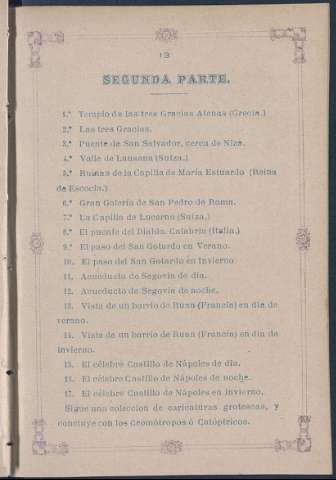 13
SEGUNDA PARTE.
1.º Templo de las tres Gracias Atenas (Grecia.)
2.º Las tres Gracias.
3.º Puente de San Salvador, cerca de Niza.
4.º Valle de Lausana (Suiza.)
5.º Ruinas de la Capilla de María Estuardo (Reina
de Escocia.)
6.º Gran Galería de San Pedro de Roma.
7.º La Capilla de Lucerna (Suiza.)
8.º El puente del Diablo. Calabria (Italia.)
9.º El paso del San Gotardo en Verano.
10. El paso del San Gotardo en Invierno
11. Acueducto de Segovia de día.
12. Acueducto de Segovia de noche.
13. Vista de un barrio de Ruan (Francia) en día de
verano.
14. Vista de un barrio de Ruan (Francia) en día de
invierno.
15. El célebre Castillo de Nápoles de día.
16. El célebre Castillo de Nápoles de noche.
17. El célebre Castillo de Nápoles en invierno.
Sigue una coleccion de caricaturas grotescas, y
concluye con los Cromótropos ó Catóptricos.